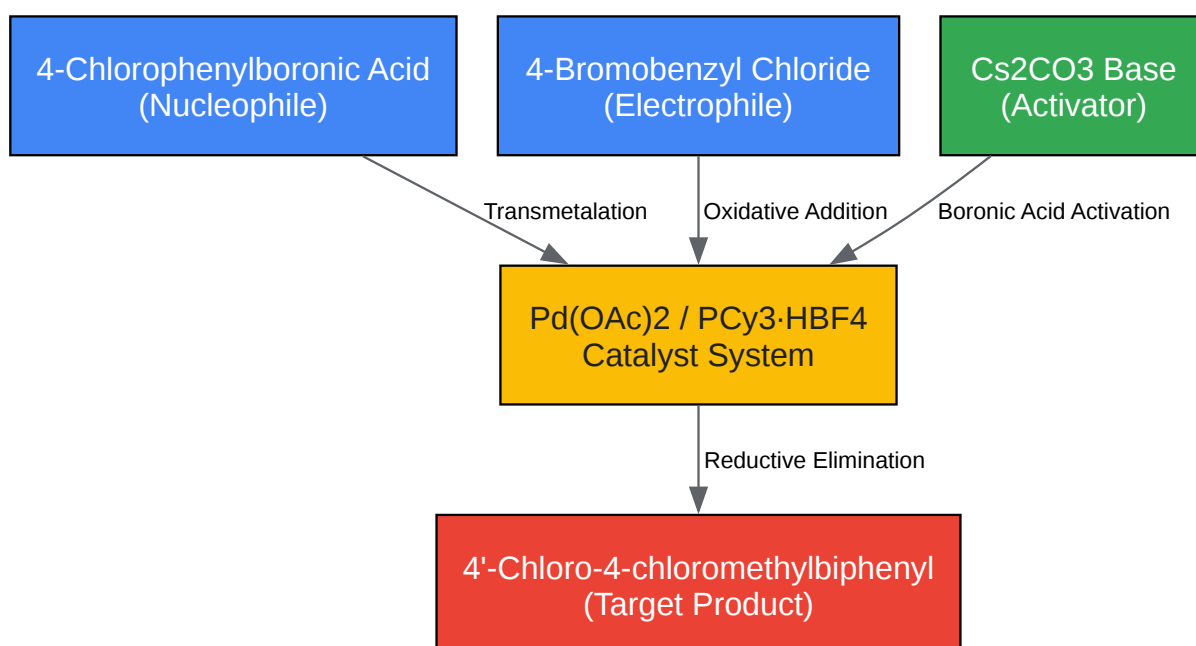 4-Chlorophenylboronic Acid
(Nucleophile)
4-Bromobenzyl Chloride
(Electrophile)
Cs2CO3 Base
(Activator)
Transmetalation
Oxidative Addition
Boronic Acid Activation
Pd(OAc)2 / PCy3·HBF4
Catalyst System
Reductive Elimination
4'-Chloro-4-chloromethylbiphenyl
(Target Product)